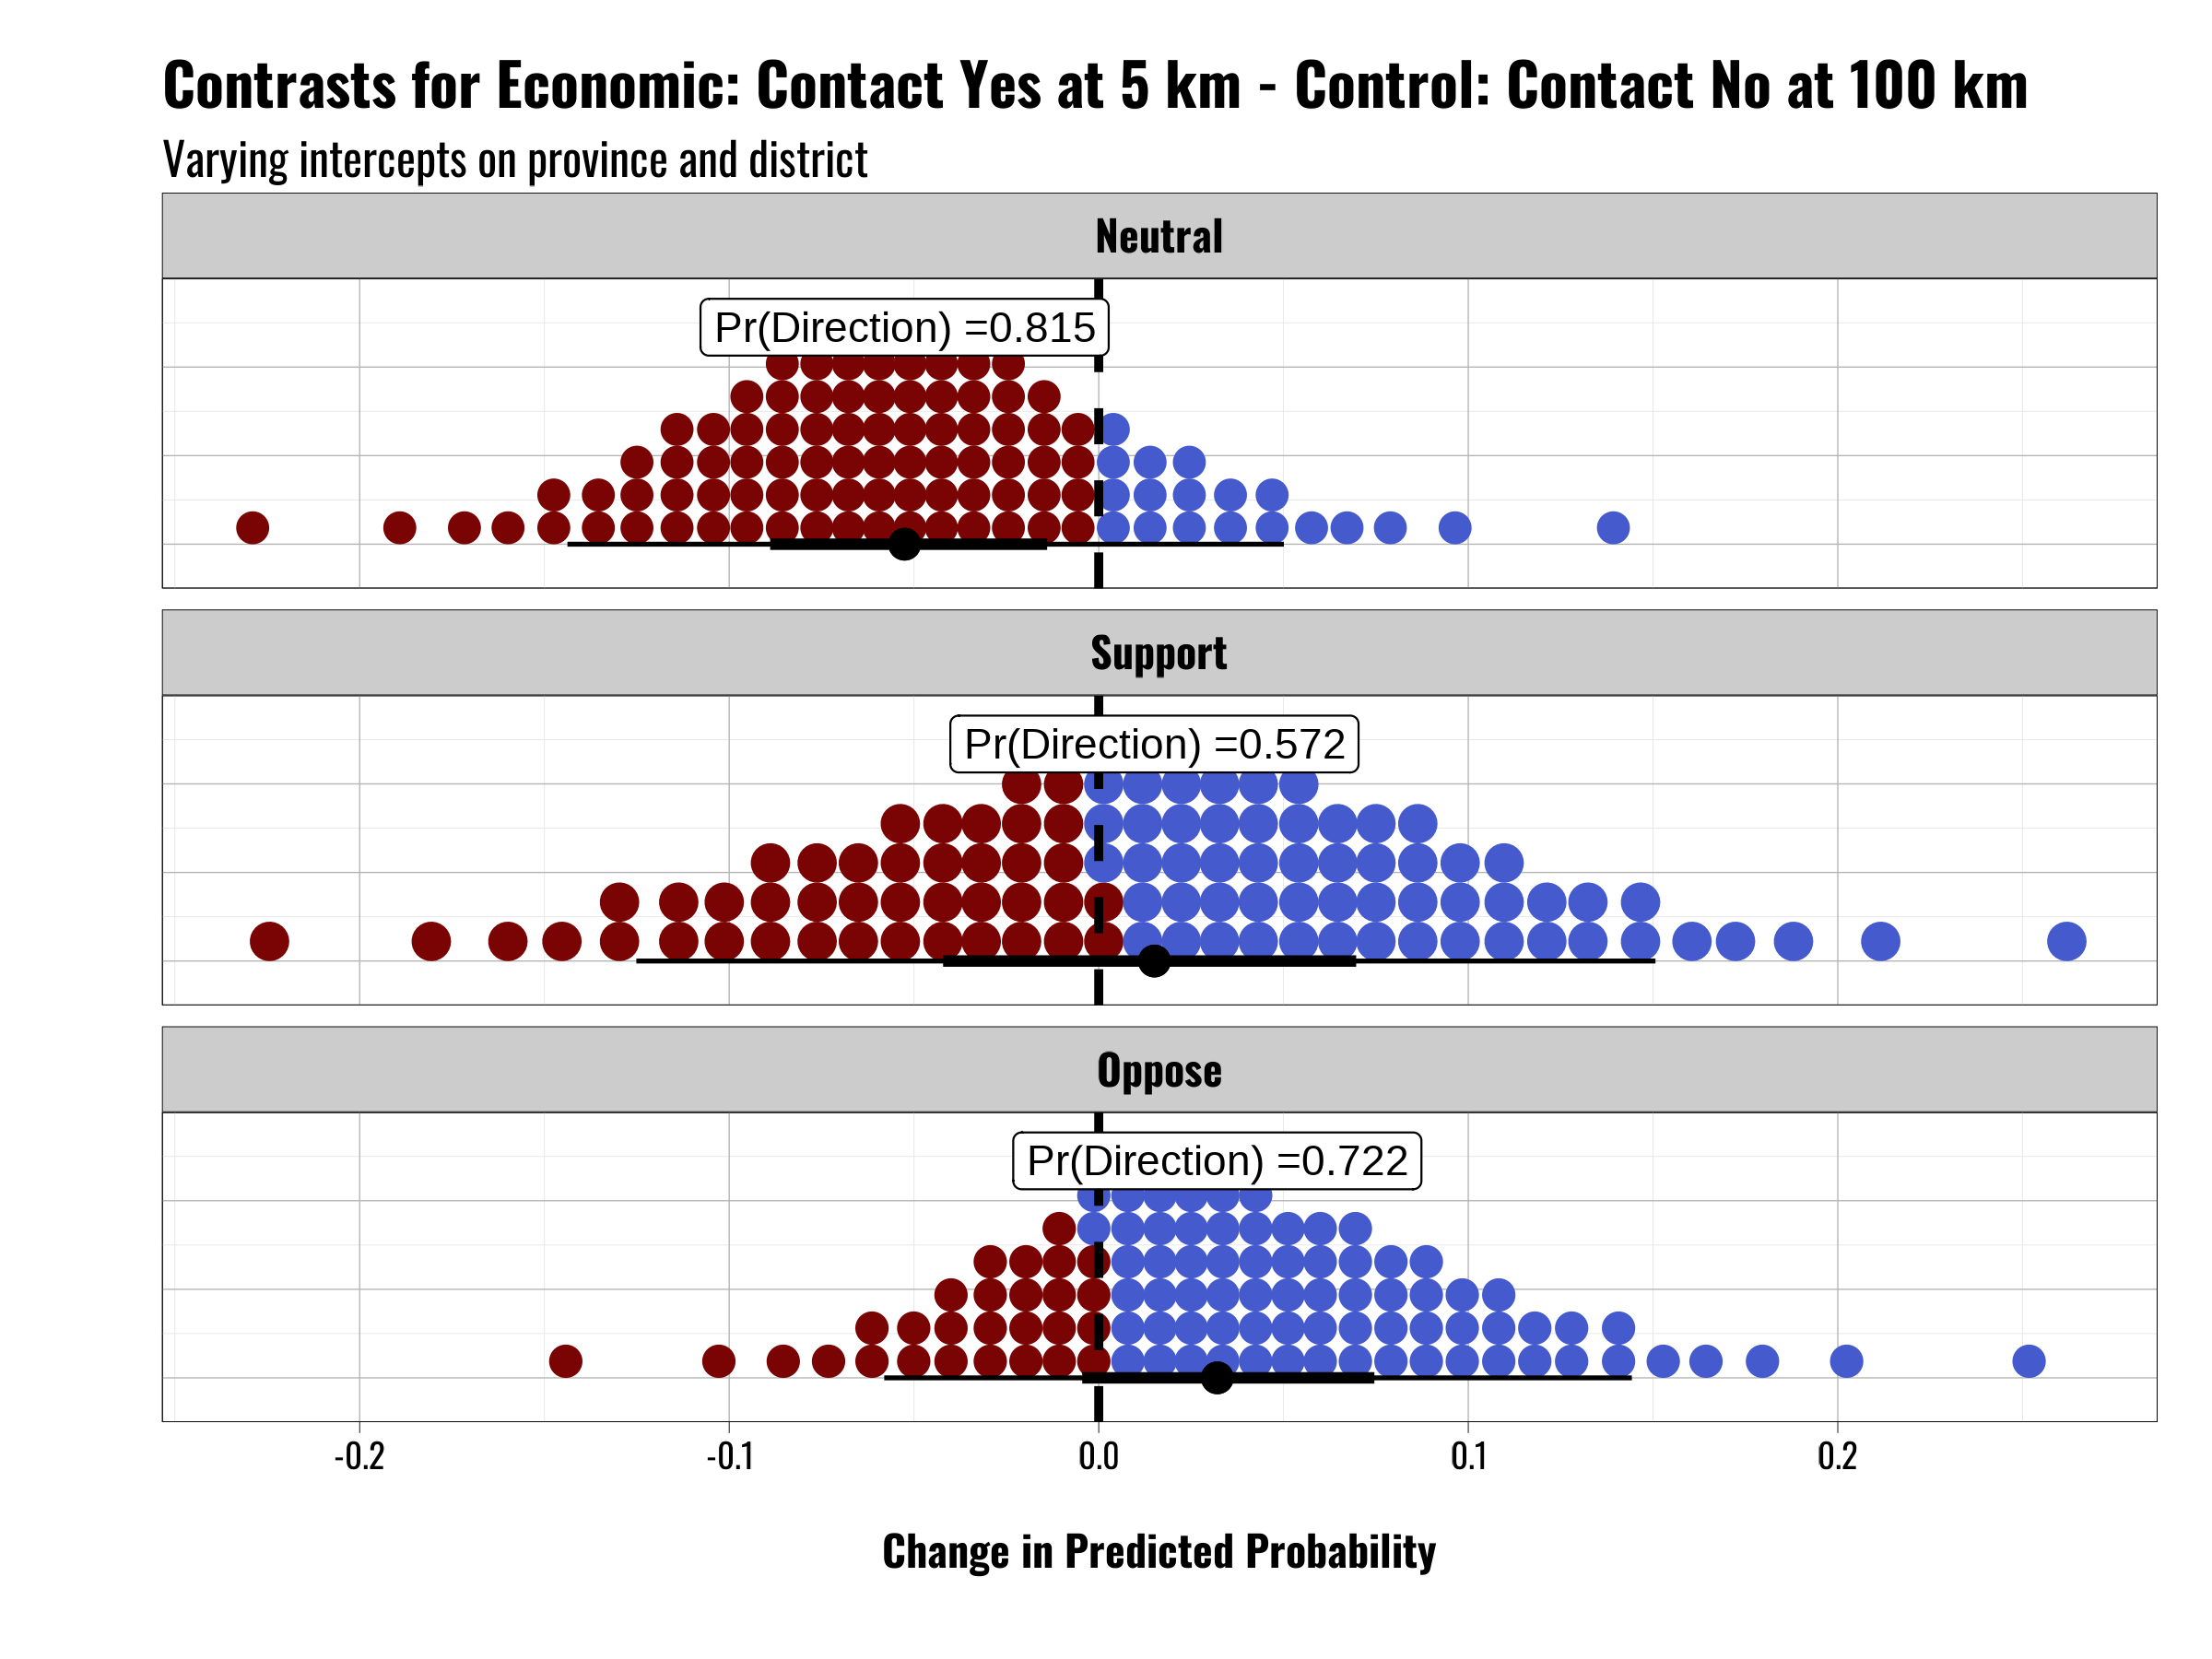 Contrasts for Economic: Contact Yes at 5 km - Control: Contact No at 100 km
Varying intercepts on province and district
Neutral
Pr(Direction) =0.815
Support
Pr(Direction) =0.572
Oppose
Pr(Direction) =0.722
-0.2 -0.1 0.0 0.1 0.2
Change in Predicted Probability